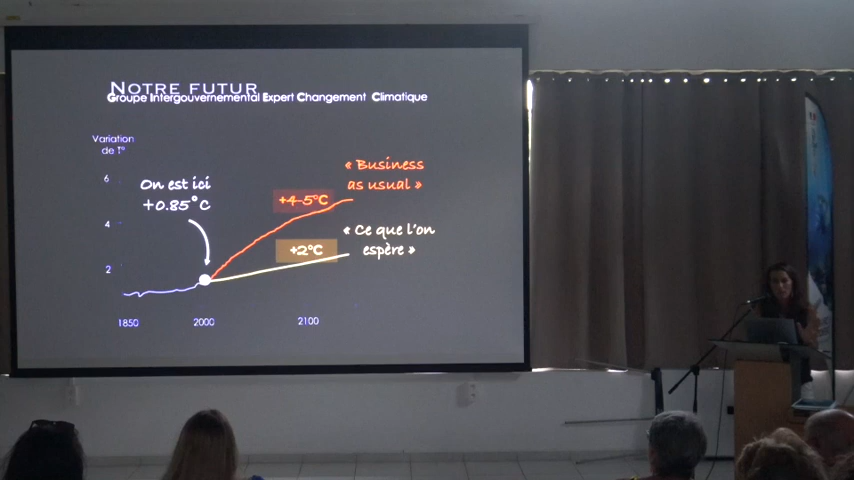 NOTRE FUTUR
Groupe Intergouvernemental Expert Changement Climatique
Variation
de T°
6
4
2
On est ici
+0.85°C
« Business
as usual »
+4-5°C
« Ce que l'on
espère »
+2°C
1850
2000
2100